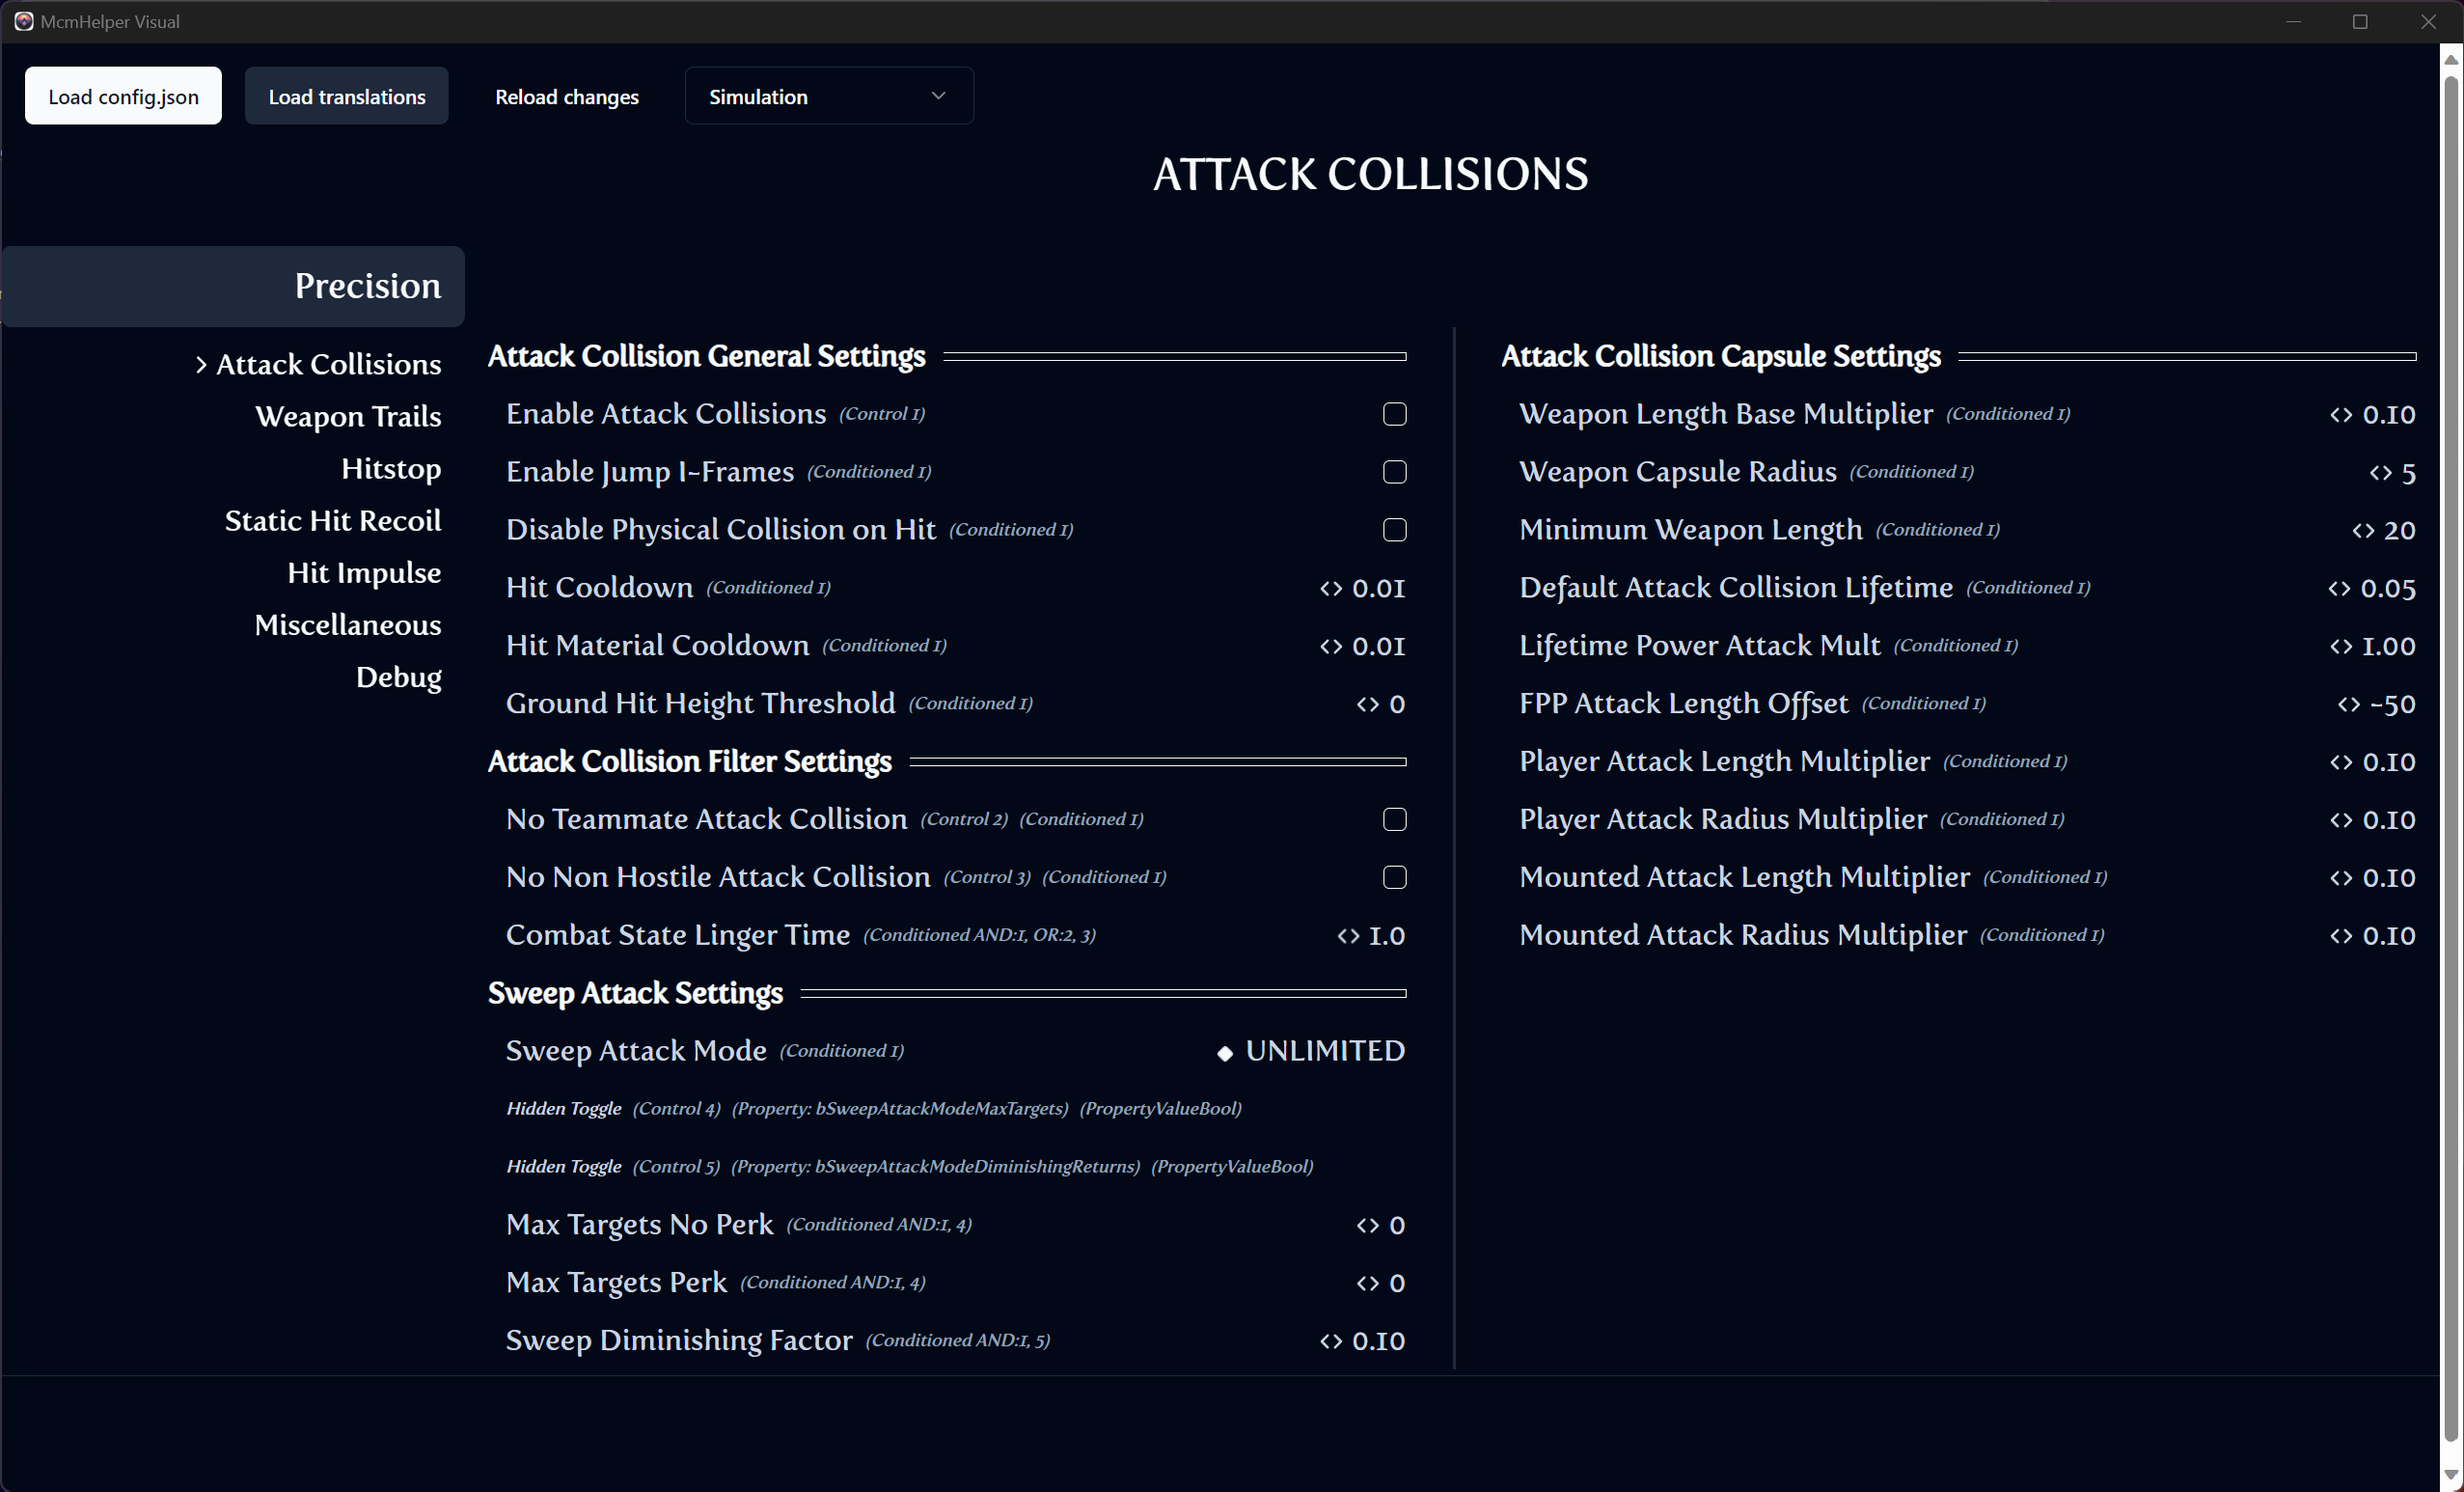 McmHelper Visual
Load config.json
Load translations
Reload changes
Simulation
ATTACK COLLISIONS
Precision
Attack Collisions
Weapon Trails
Hitstop
Static Hit Recoil
Hit Impulse
Miscellaneous
Debug
Attack Collision General Settings
Enable Attack Collisions (Control 1)
Enable Jump I-Frames (Conditioned 1)
Disable Physical Collision on Hit (Conditioned 1)
Hit Cooldown (Conditioned 1) <> 0.01
Hit Material Cooldown (Conditioned 1) <> 0.01
Ground Hit Height Threshold (Conditioned 1) <> 0
Attack Collision Filter Settings
No Teammate Attack Collision (Control 2) (Conditioned 1)
No Non Hostile Attack Collision (Control 3) (Conditioned 1)
Combat State Linger Time (Conditioned AND:1, OR:2, 3) <> 1.0
Sweep Attack Settings
Sweep Attack Mode (Conditioned 1) UNLIMITED
Hidden Toggle (Control 4) (Property: bSweepAttackModeMaxTargets) (PropertyValueBool)
Hidden Toggle (Control 5) (Property: bSweepAttackModeDiminishingReturns) (PropertyValueBool)
Max Targets No Perk (Conditioned AND:1, 4) <> 0
Max Targets Perk (Conditioned AND:1, 4) <> 0
Sweep Diminishing Factor (Conditioned AND:1, 5) <> 0.10
Attack Collision Capsule Settings
Weapon Length Base Multiplier (Conditioned 1) <> 0.10
Weapon Capsule Radius (Conditioned 1) <> 5
Minimum Weapon Length (Conditioned 1) <> 20
Default Attack Collision Lifetime (Conditioned 1) <> 0.05
Lifetime Power Attack Mult (Conditioned 1) <> 1.00
FPP Attack Length Offset (Conditioned 1) <> -50
Player Attack Length Multiplier (Conditioned 1) <> 0.10
Player Attack Radius Multiplier (Conditioned 1) <> 0.10
Mounted Attack Length Multiplier (Conditioned 1) <> 0.10
Mounted Attack Radius Multiplier (Conditioned 1) <> 0.10